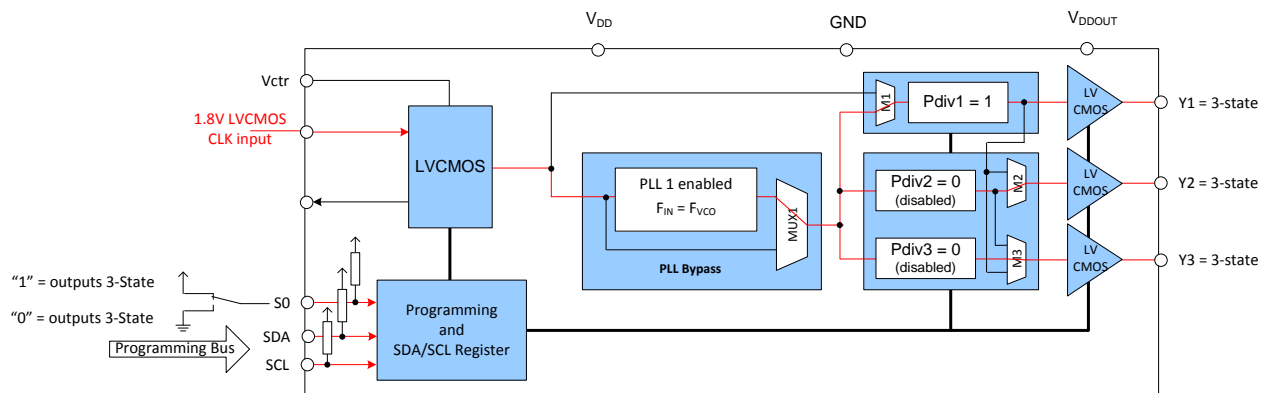 VDD
GND
VDDOUT
Vctr
1.8V LVCMOS
CLK input
LVCMOS
M1
Pdiv1 = 1
LV
CMOS
Y1 = 3-state
PLL 1 enabled
FIN = FVCO
MUX1
PLL Bypass
Pdiv2 = 0
(disabled)
M2
LV
CMOS
Y2 = 3-state
Pdiv3 = 0
(disabled)
M3
LV
CMOS
Y3 = 3-state
“1” = outputs 3-State
S0
“0” = outputs 3-State
SDA
Programming Bus
SCL
Programming
and
SDA/SCL Register